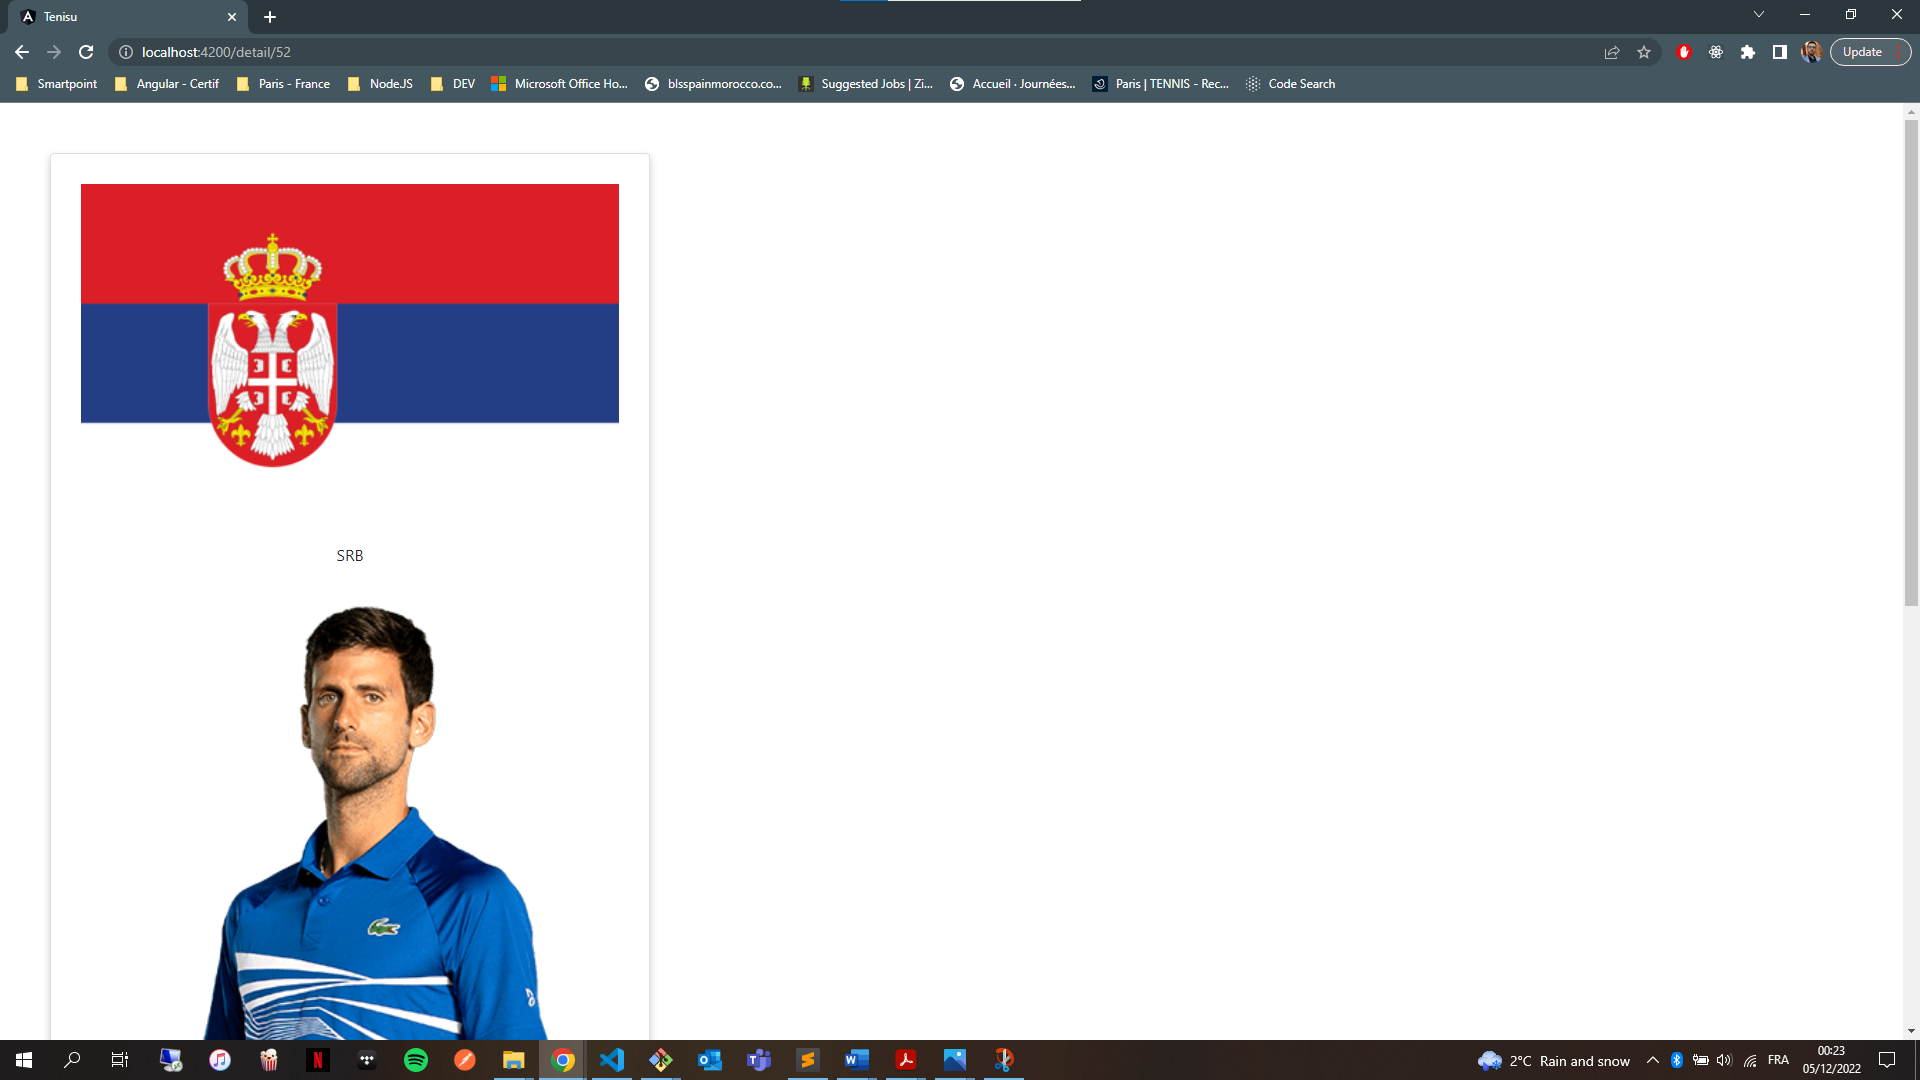 Tenisu
localhost:4200/detail/52
Update
Smartpoint
Angular - Certif
Paris - France
NodeJS
DEV
Microsoft Office Ho...
blsspainmorocco.co...
Suggested Jobs | Zi...
Accueil · Journées...
Paris | TENNIS - Rec...
Code Search
SRB
2°C Rain and snow
FRA
00:23
05/12/2022